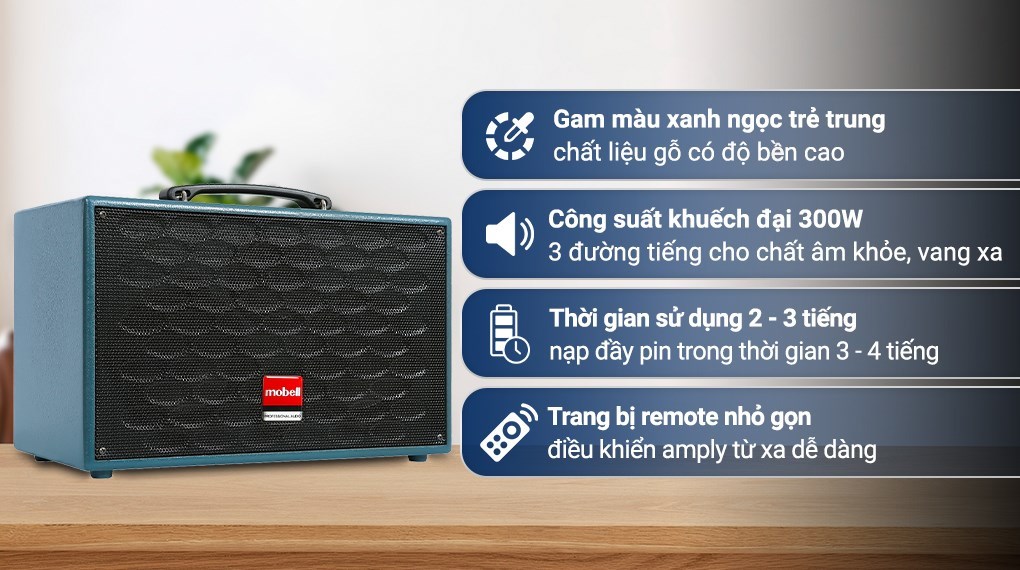 Gam màu xanh ngọc trẻ trung
chất liệu gỗ có độ bền cao
Công suất khuếch đại 300W
3 đường tiếng cho chất âm khỏe, vang xa
Thời gian sử dụng 2 - 3 tiếng
nạp đầy pin trong thời gian 3 - 4 tiếng
Trang bị remote nhỏ gọn
điều khiển amply từ xa dễ dàng
mobell
PROFESSIONAL AUDIO